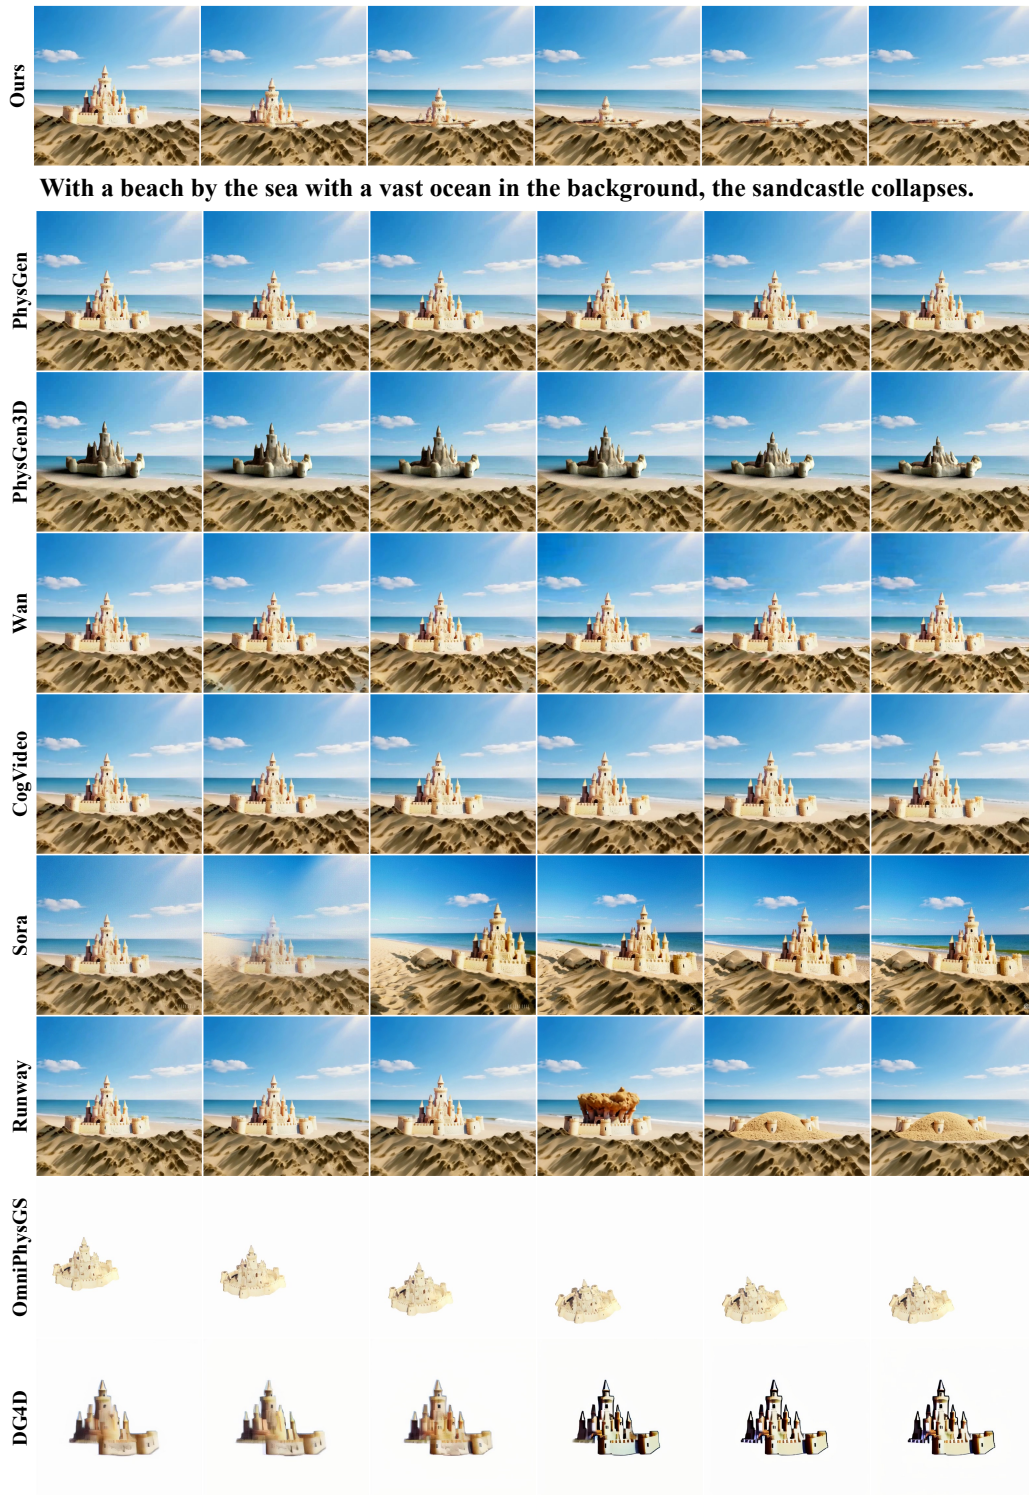 Ours
With a beach by the sea with a vast ocean in the background, the sandcastle collapses.
PhysGen
PhysGen3D
Wan
CogVideo
Sora
Runway
OmniPhysGS
DG4D